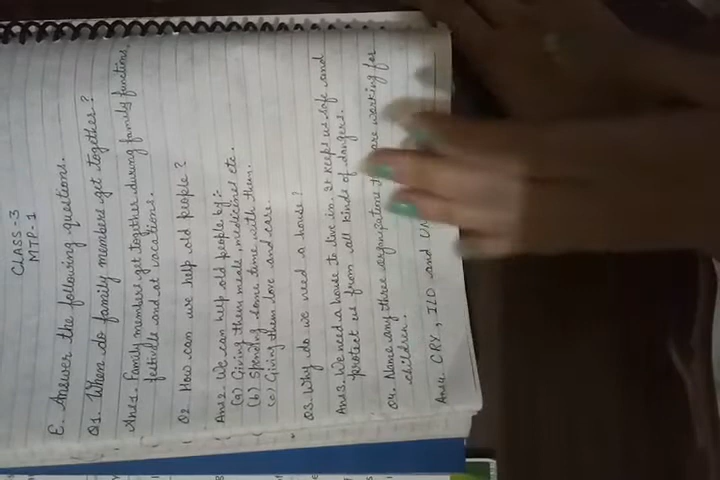 CLASS-3
MTP-1
E. Answer the following questions.
Q1. When do family members get together?
Ans1. Family members get together during family functions,
festivals and at vacations.
Q2 How can we help old people?
Ans2. We can help old people by:-
(a) Giving them meals, medicines etc.
(b) Spending some time with them.
(c) Giving them love and care.
Q3. Why do we need a house?
Ans3. We need a house to live in. It keeps us safe and
protect us from all kinds of dangers.
Q4. Name any three organizations are working for
children.
Ans4. CRY, ILO and